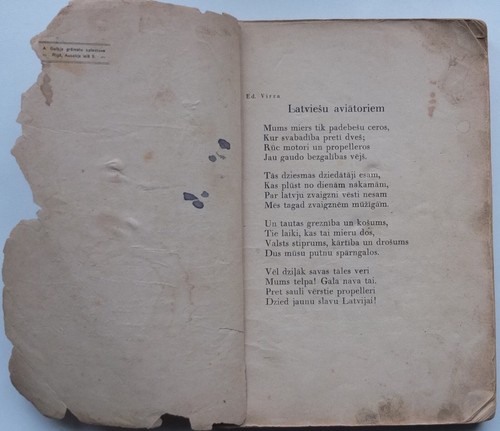 Ed. Virza
Latviešu aviātoriem
Mums miers tik padebešu ceros,
Kur svabadība preti dveš;
Rūc motori un propelleros
Jau gaudo bezgalības vējš.
Tās dziesmas dziedātāji esam,
Kas plūst no dienām nākamām,
Par latvju zvaigzni vēsti nesam
Mēs tagad zvaigznēm mūžīgām.
Un tautas greznība un košums,
Tie laiki, kas tai mieru dos,
Valsts stiprums, kārtība un drošums
Dus mūsu putnu spārngalos.
Vēl dziļāk savas tāles veri
Mums telpa! Gala nava tai.
Pret sauli vērstie propelleri
Dzied jaunu slavu Latvijai!